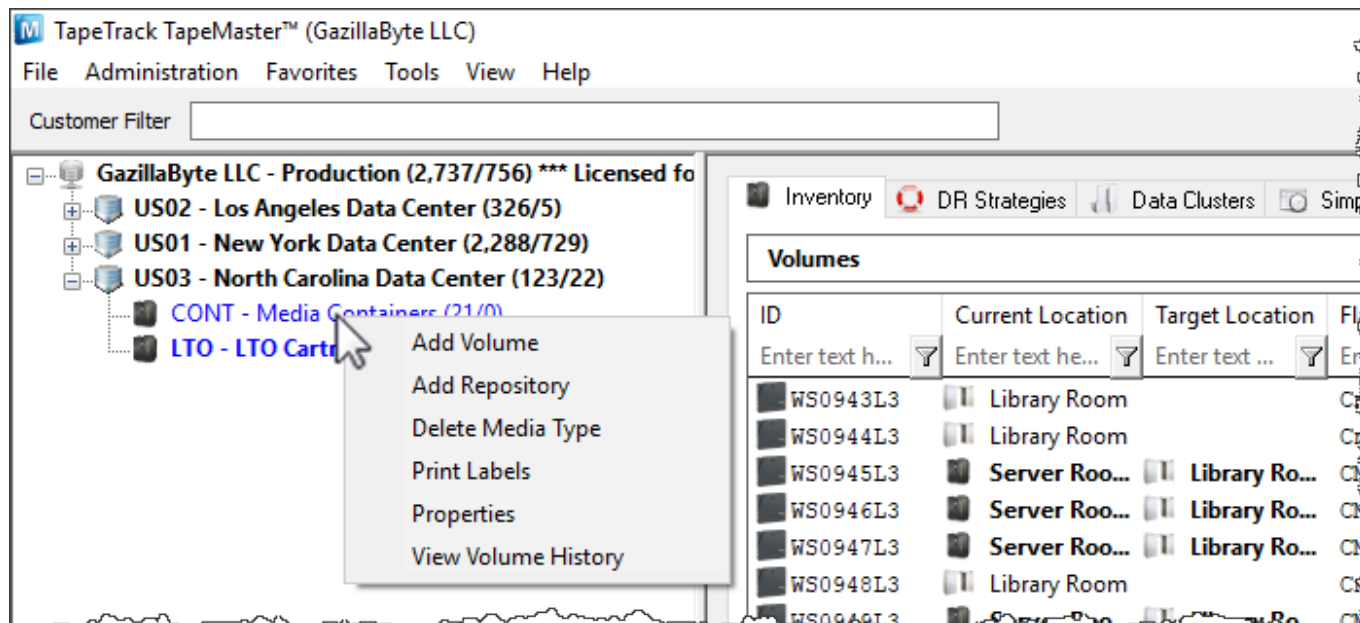 TapeTrack TapeMaster™ (GazillaByte LLC)
File Administration Favorites Tools View Help
Customer Filter
GazillaByte LLC - Production (2,737/756) *** Licensed fo
US02 - Los Angeles Data Center (326/5)
US01 - New York Data Center (2,288/729)
US03 - North Carolina Data Center (123/22)
CONT - Media Containers (21/0)
LTO - LTO Cartr
Add Volume
Add Repository
Delete Media Type
Print Labels
Properties
View Volume History
Inventory DR Strategies Data Clusters Simp
Volumes
ID Current Location Target Location Fl
Enter text h... Enter text he... Enter text ... En
WS0943L3 Library Room
WS0944L3 Library Room
WS0945L3 Server Roo... Library Ro...
WS0946L3 Server Roo... Library Ro...
WS0947L3 Server Roo... Library Ro...
WS0948L3 Library Room